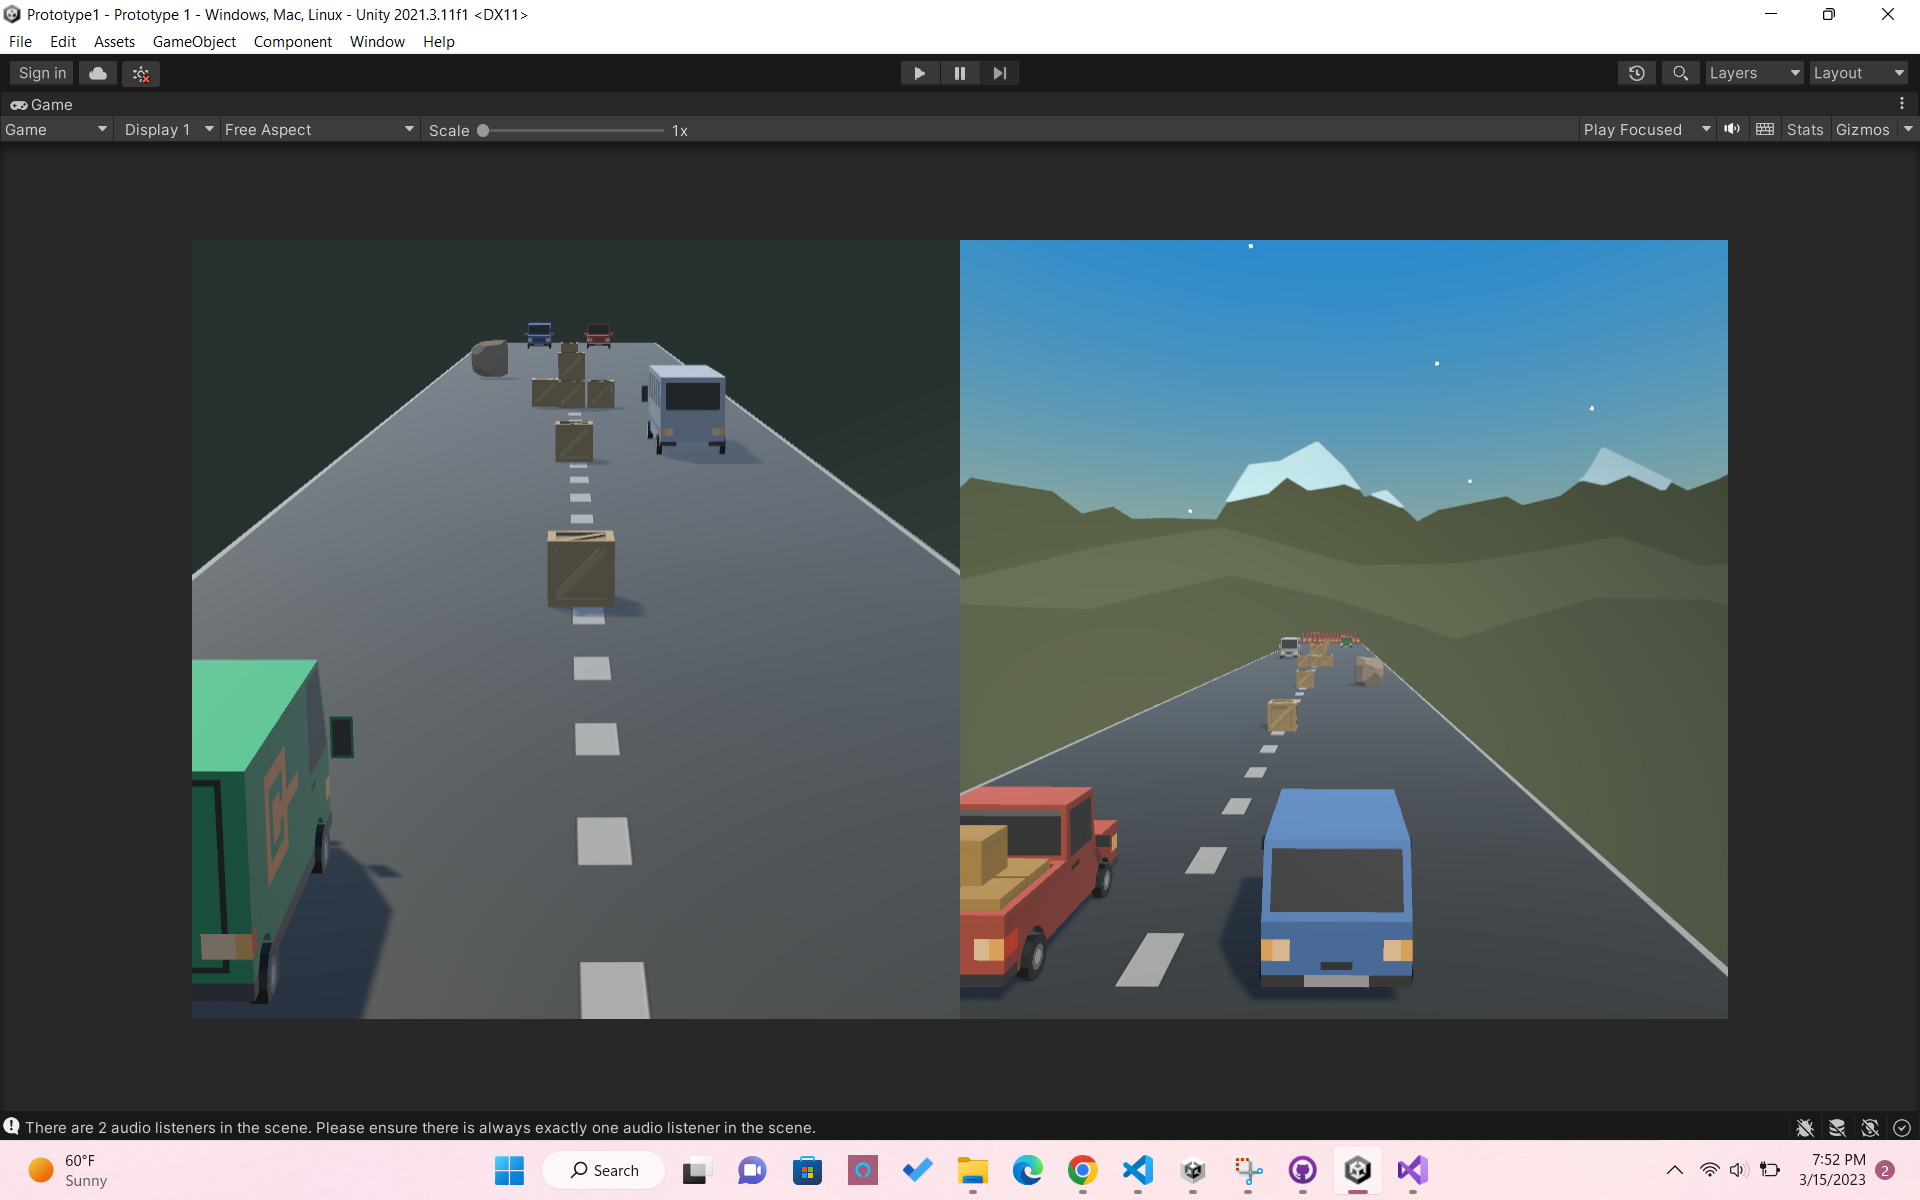 Prototype1 - Prototype 1 - Windows, Mac, Linux - Unity 2021.3.11f1 <DX11>
File Edit Assets GameObject Component Window Help
Sign in Layers Layout
Game
Game Display 1 Free Aspect Scale 1x Play Focused Stats Gizmos
There are 2 audio listeners in the scene. Please ensure there is always exactly one audio listener in the scene.
60°F
Sunny
Search
7:52 PM
3/15/2023
2